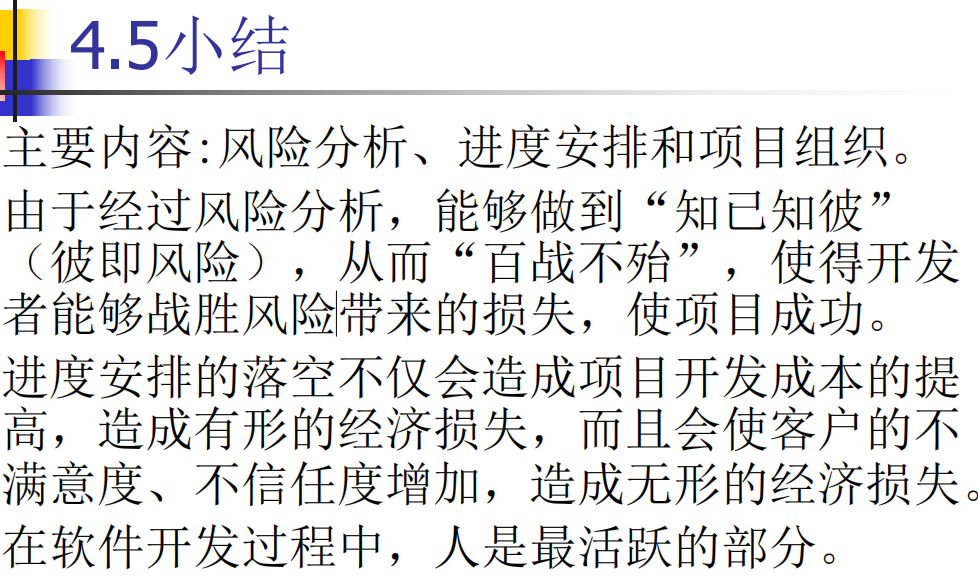 4.5小结
主要内容:风险分析、进度安排和项目组织。
由于经过风险分析，能够做到“知已知彼”
（彼即风险），从而“百战不殆”，使得开发
者能够战胜风险带来的损失，使项目成功。
进度安排的落空不仅会造成项目开发成本的提
高，造成有形的经济损失，而且会使客户的不
满意度、不信任度增加，造成无形的经济损失。
在软件开发过程中，人是最活跃的部分。